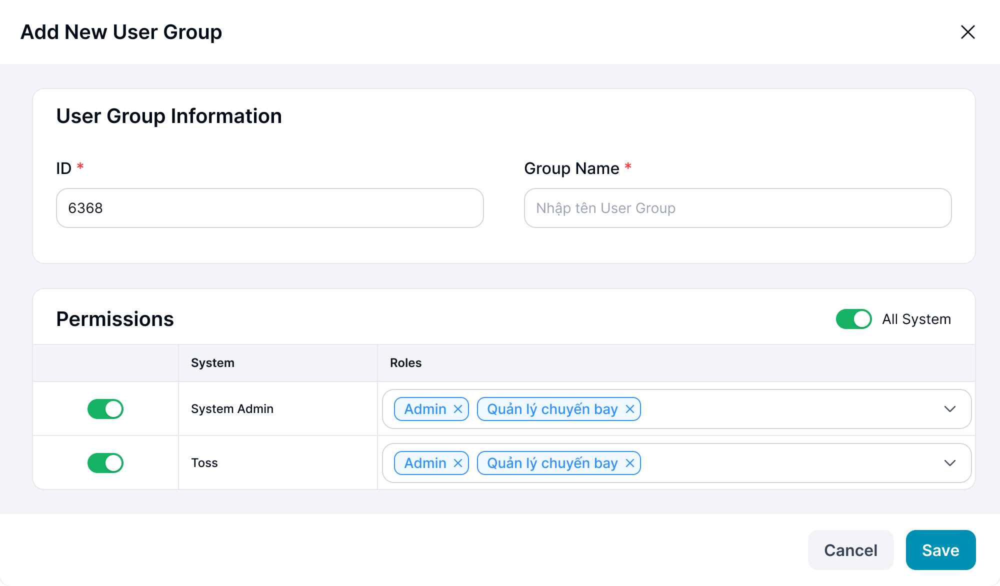 Add New User Group
User Group Information
ID *
Group Name *
6368
Nhập tên User Group
Permissions
All System
System
Roles
System Admin
Admin
Quản lý chuyến bay
Toss
Admin
Quản lý chuyến bay
Cancel
Save